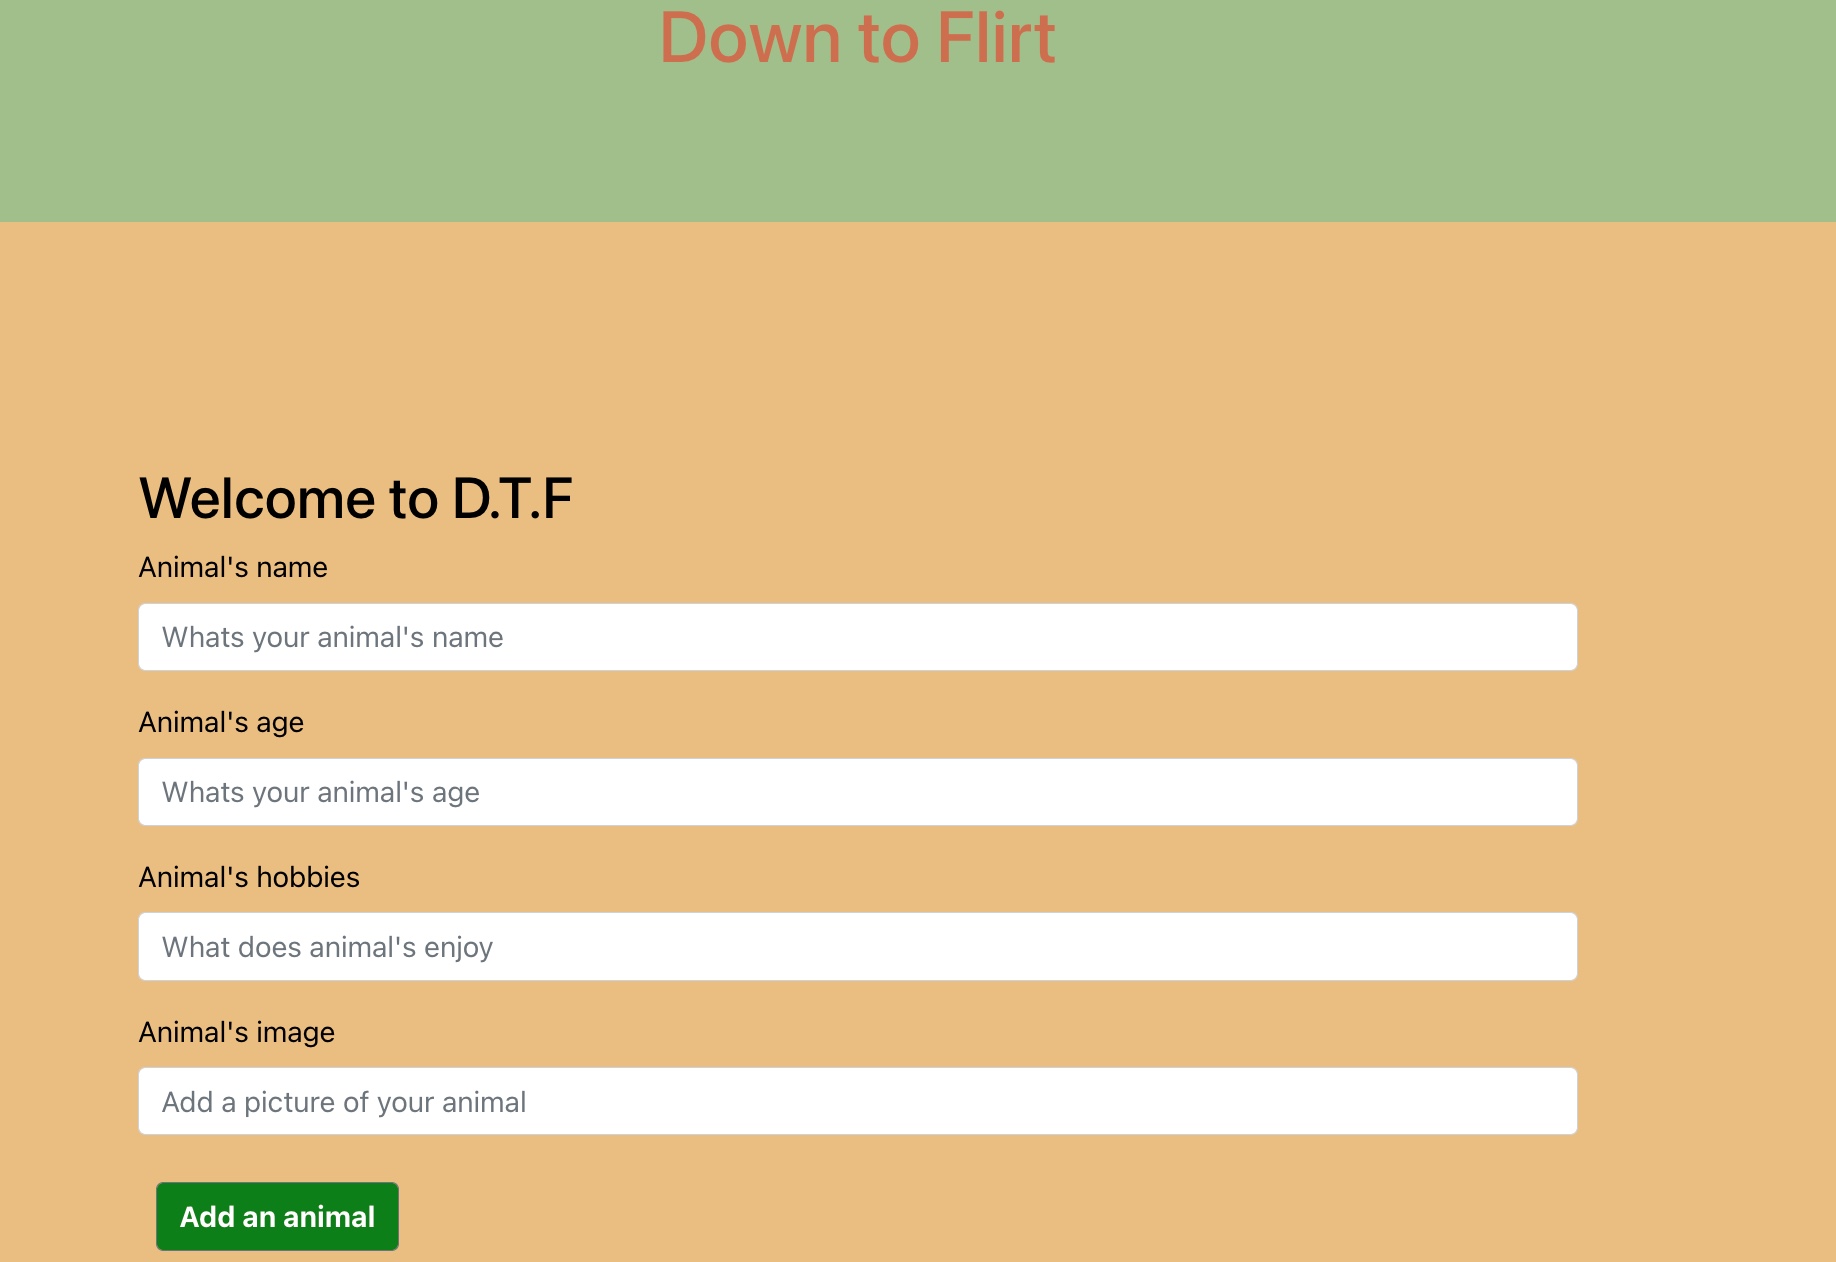 Down to Flirt
Welcome to D.T.F
Animal's name
Whats your animal's name
Animal's age
Whats your animal's age
Animal's hobbies
What does animal's enjoy
Animal's image
Add a picture of your animal
Add an animal